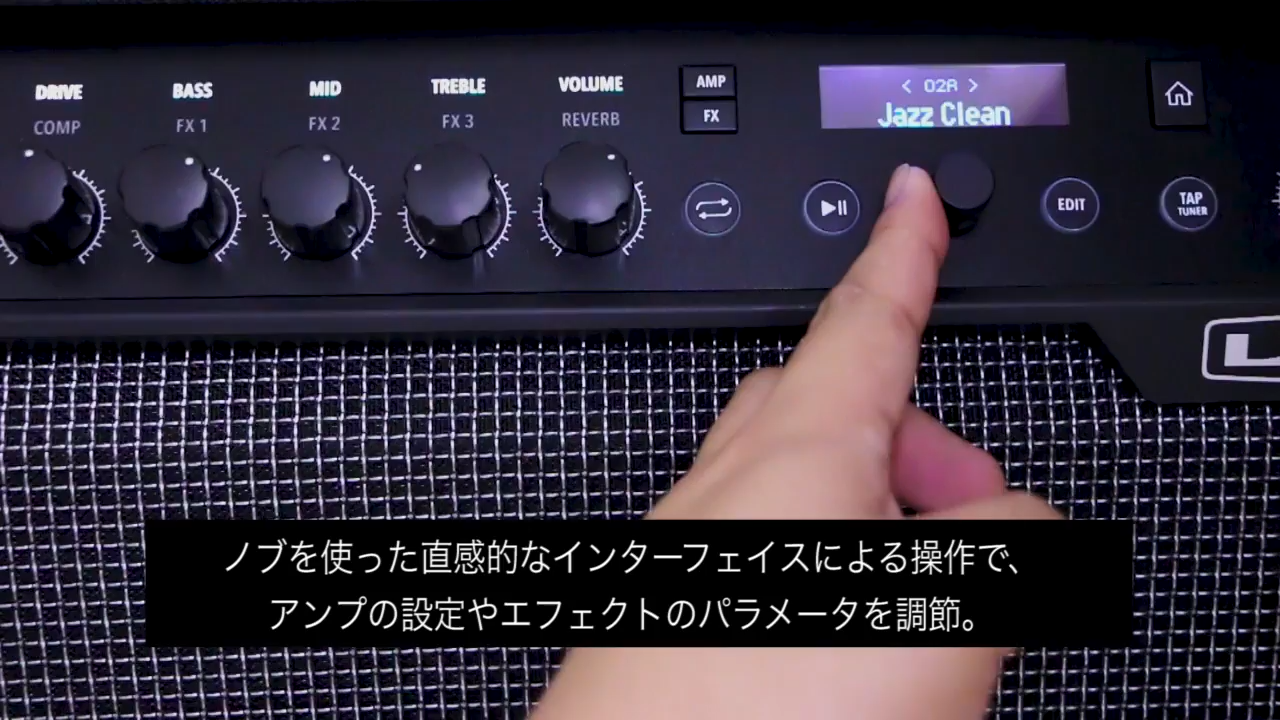 DRIVE
COMP
BASS
FX 1
MID
FX 2
TREBLE
FX 3
VOLUME
REVERB
AMP
FX
< 02A >
Jazz Clean
EDIT
TAP
TUNER
L
ノブを使った直感的なインターフェイスによる操作で、
アンプの設定やエフェクトのパラメータを調節。